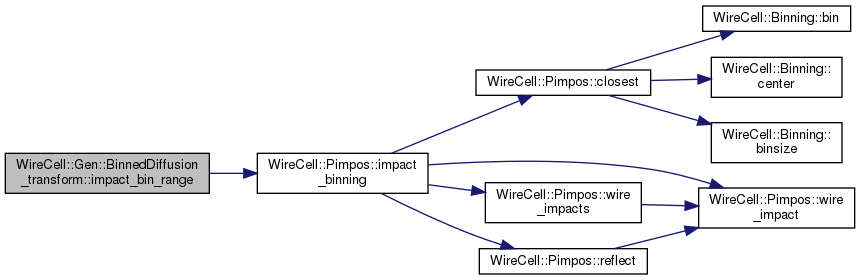 WireCell::Gen::BinnedDiffusion
_transform::impact_bin_range
WireCell::Pimpos::impact
_binning
WireCell::Pimpos::closest
WireCell::Binning::bin
WireCell::Binning::
center
WireCell::Binning::
binsize
WireCell::Pimpos::wire
_impacts
WireCell::Pimpos::wire
_impact
WireCell::Pimpos::reflect